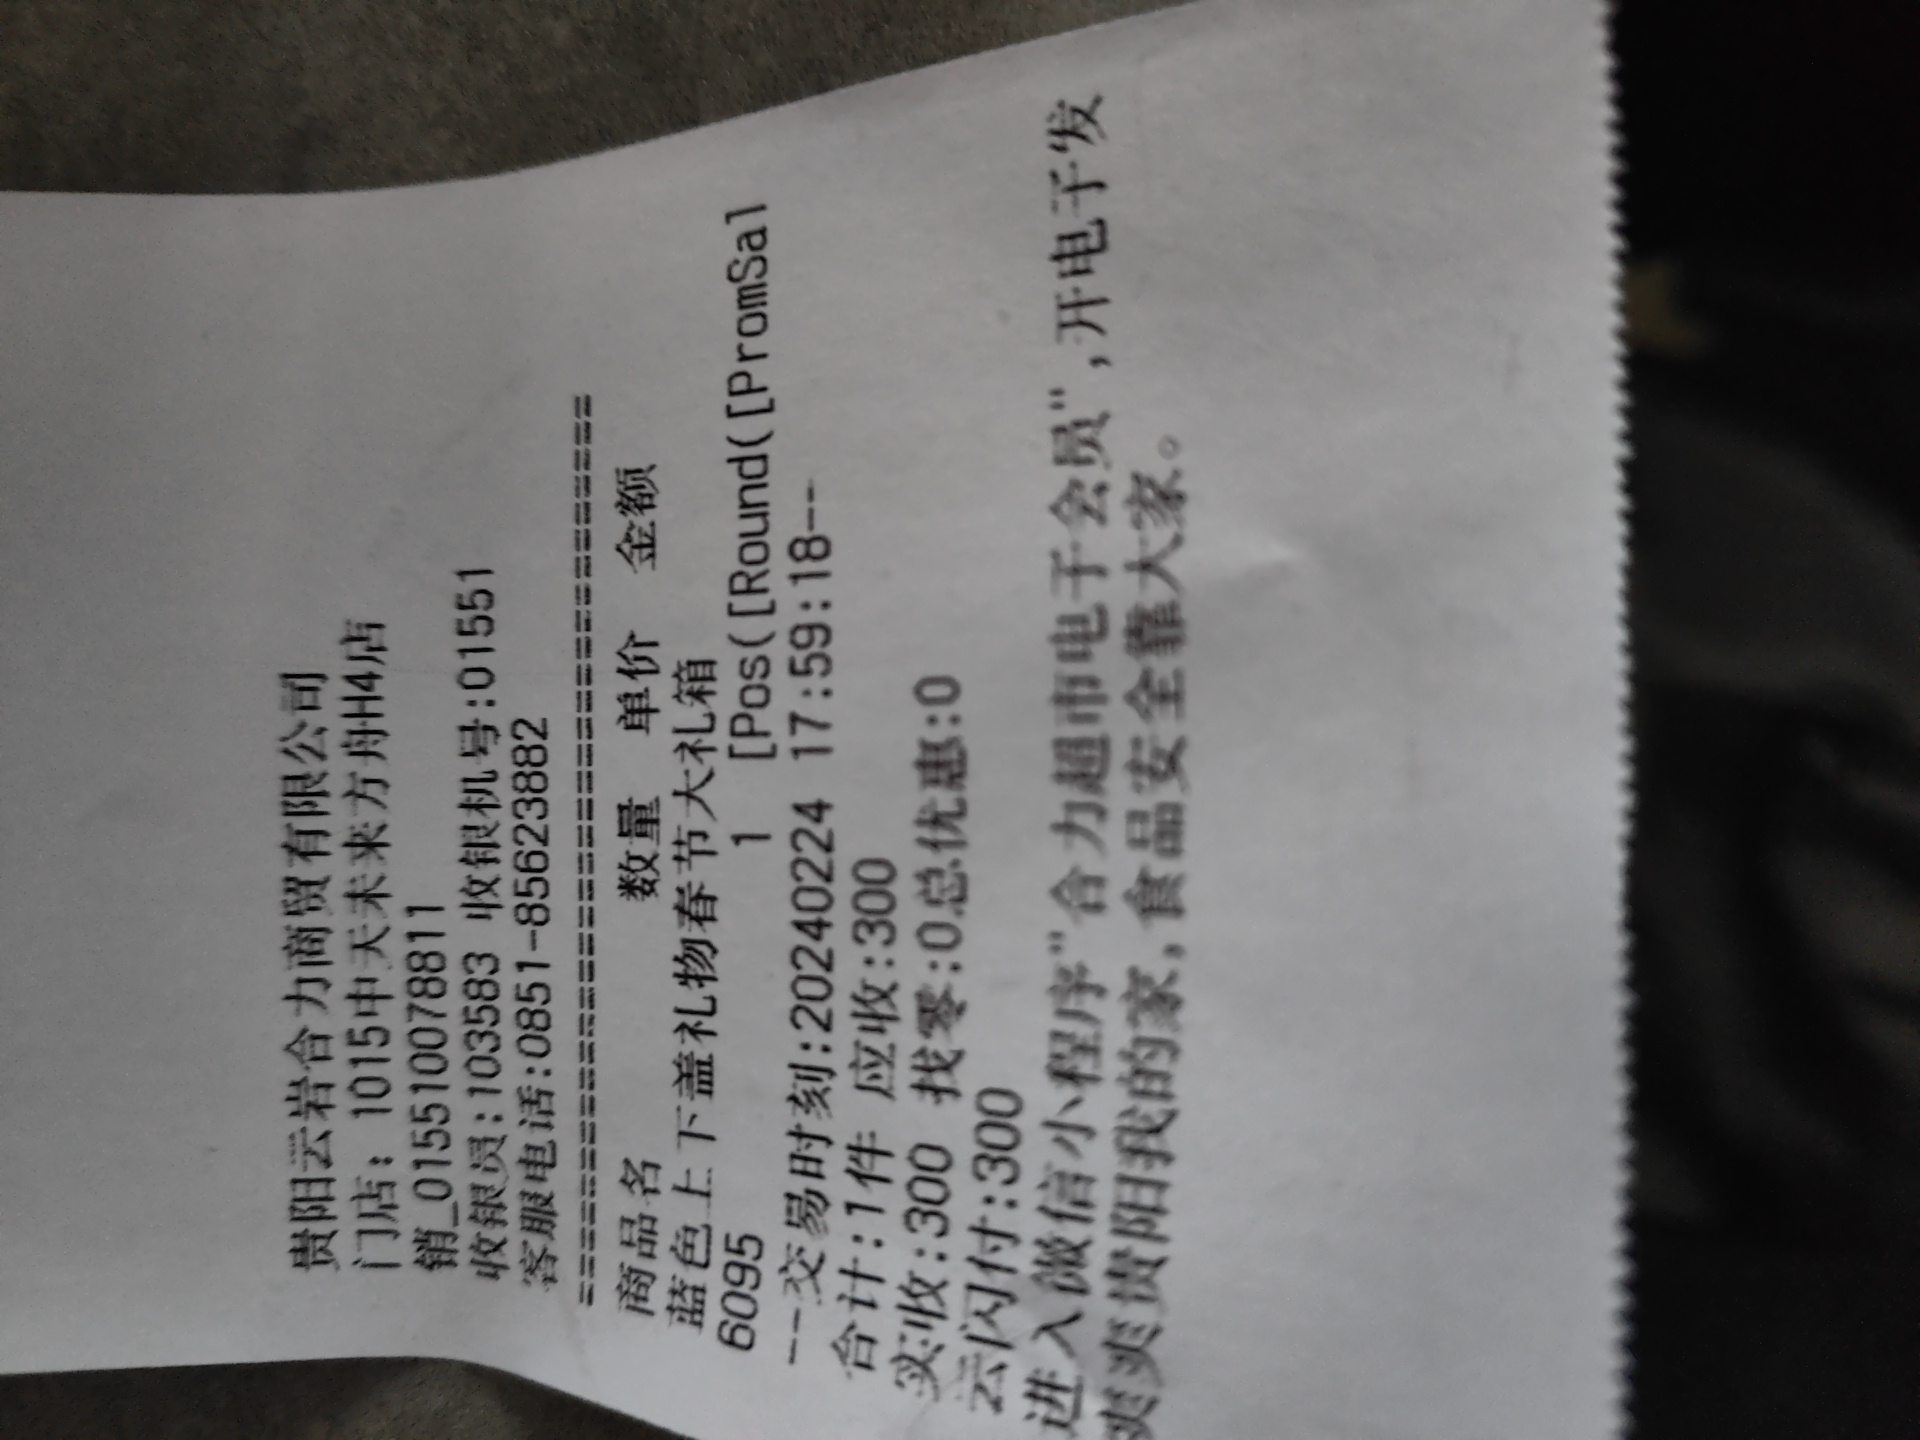 贵阳云岩合力商贸有限公司
门店：1015中天未来方舟H4店
销_015510078811
收银员:103583 收银机号:01551
客服电话:0851-85623882
==========================================
商品名 数量 单价 金额
蓝色上下盖礼物春节大礼箱
6095 1 [Pos([Round([PromSal
--交易时刻:20240224 17:59:18--
合计:1件 应收:300
实收:300 找零:0总优惠:0
云闪付:300
进入微信小程序"合力超市电子会员",开电子发
爽爽贵阳我的家,食品安全靠大家。